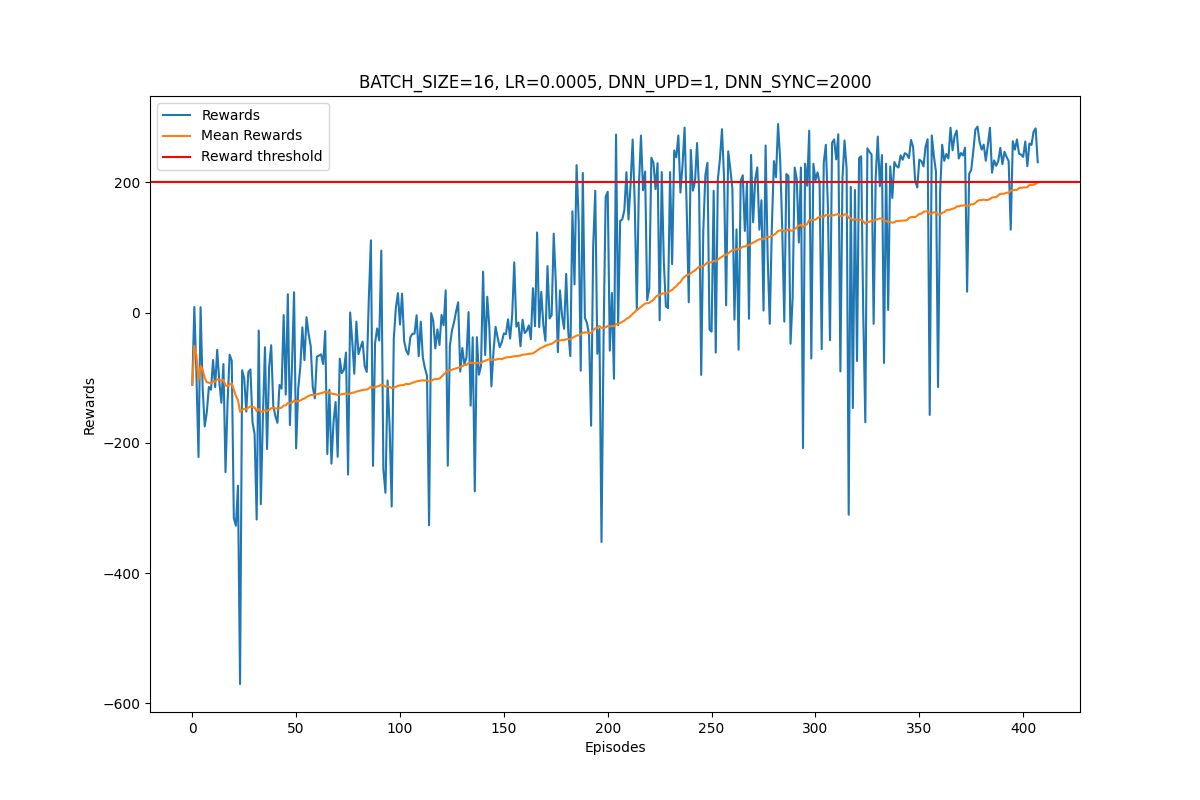 BATCH_SIZE=16, LR=0.0005, DNN_UPD=1, DNN_SYNC=2000
Rewards
Mean Rewards
Reward threshold
200
0
−200
−400
−600
Rewards
0 50 100 150 200 250 300 350 400
Episodes